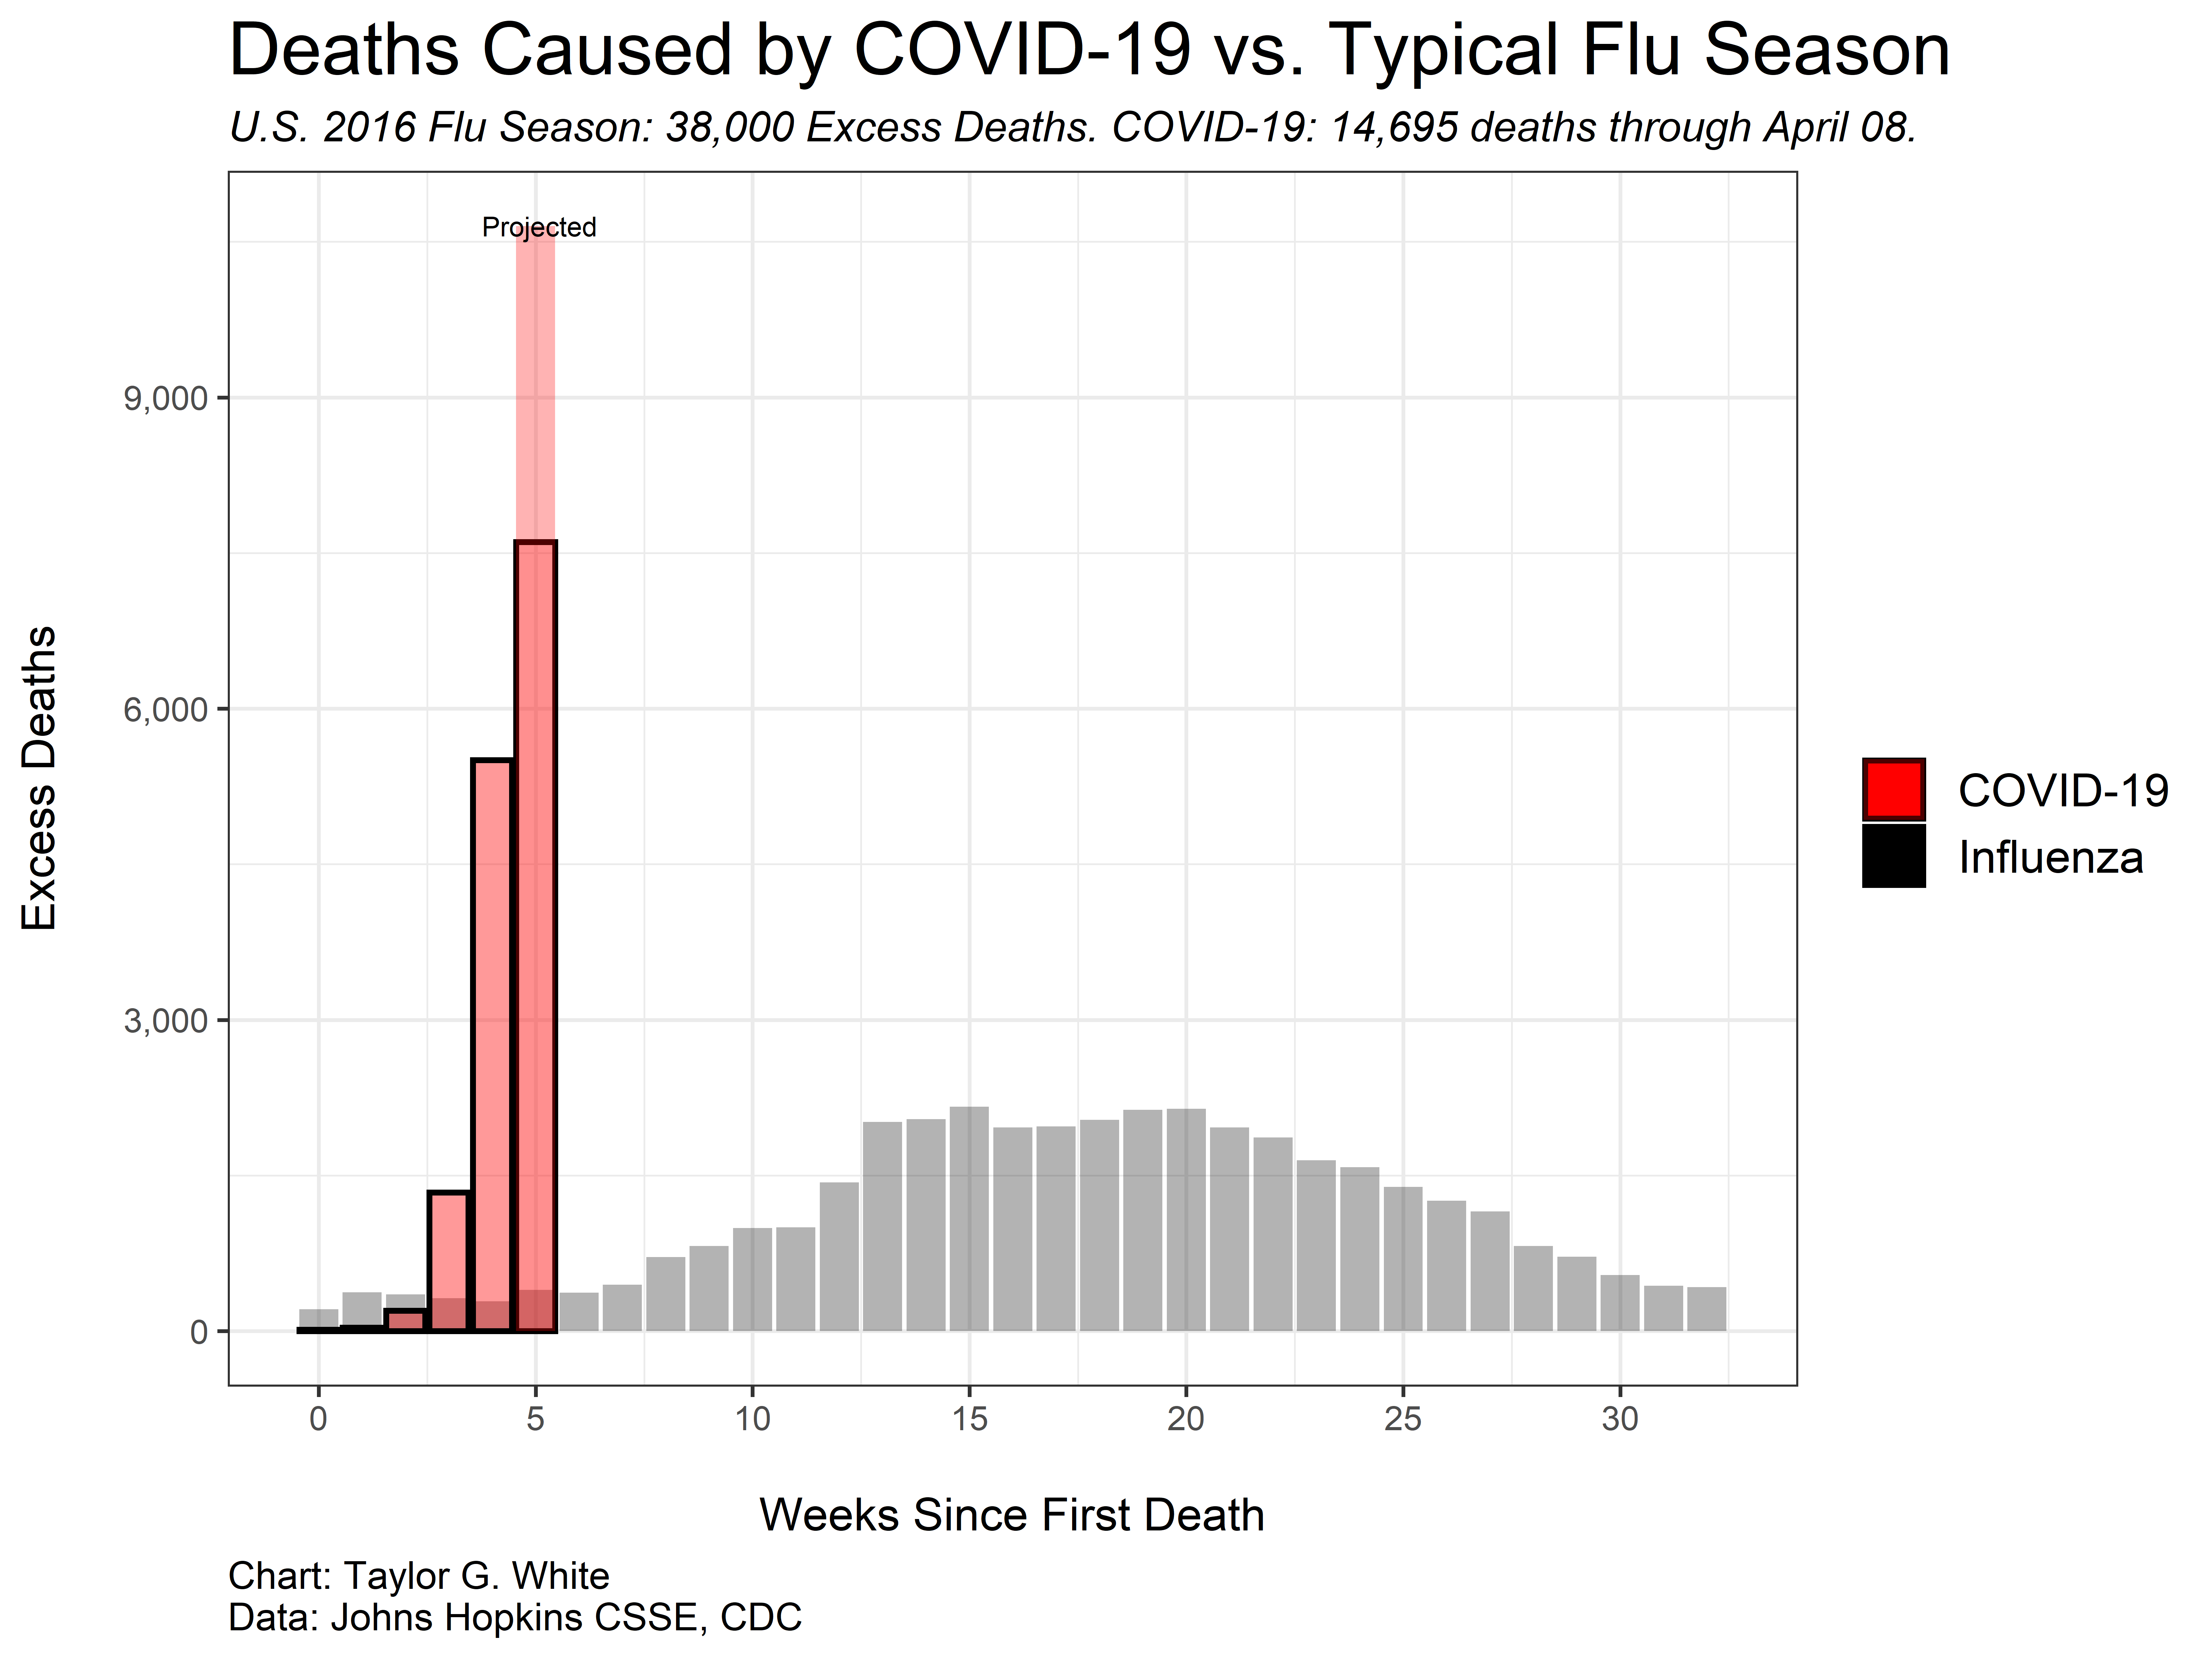 Deaths Caused by COVID-19 vs. Typical Flu Season
U.S. 2016 Flu Season: 38,000 Excess Deaths. COVID-19: 14,695 deaths through April 08.
Projected
9,000
6,000
3,000
0
Excess Deaths
COVID-19
Influenza
0 5 10 15 20 25 30
Weeks Since First Death
Chart: Taylor G. White
Data: Johns Hopkins CSSE, CDC